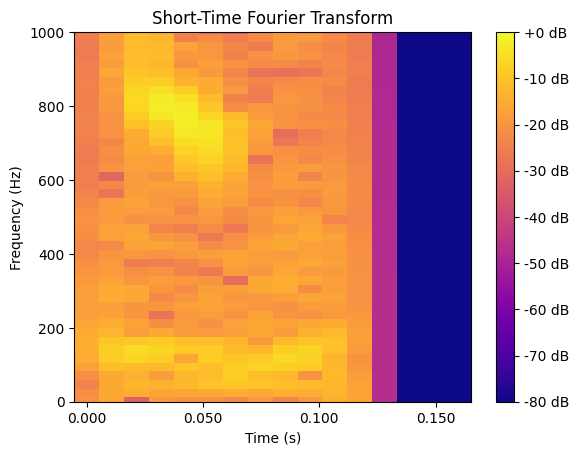 Short-Time Fourier Transform
1000
800
600
400
200
0
Frequency (Hz)
0.000
0.050
0.100
0.150
Time (s)
+0 dB
-10 dB
-20 dB
-30 dB
-40 dB
-50 dB
-60 dB
-70 dB
-80 dB